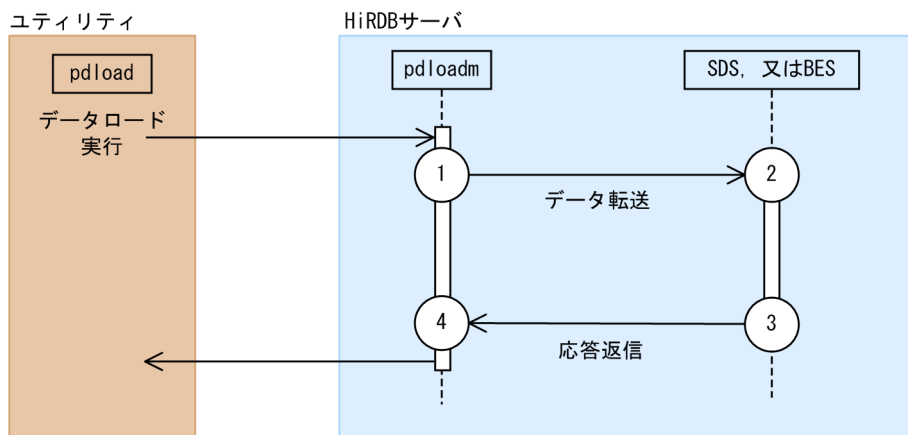 ユティリティ
HiRDBサーバ
pdload
pdloadm
SDS, 又はBES
データロード
実行
1
2
データ転送
4
3
応答返信